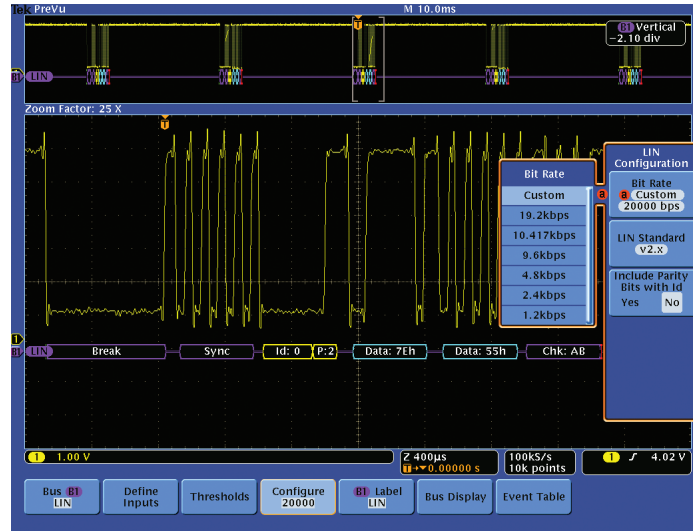 Tek PreVu
M 10.0ms
B1 Vertical
-2.10 div
T
B1 LIN
Zoom Factor: 25 X
T
LIN
Configuration
Bit Rate
a Custom
20000 bps
LIN Standard
v2.x
Include Parity
Bits with Id
Yes No
Bit Rate
Custom
a
19.2kbps
10.417kbps
9.6kbps
4.8kbps
2.4kbps
1.2kbps
1
B1 LIN
Break
Sync
Id: 0
P:2
Data: 7Eh
Data: 55h
Chk: AB
1 1.00 V
Z 400µs
T→▼0.00000 s
100kS/s
10k points
1 ʃ 4.02 V
Bus B1
LIN
Define
Inputs
Thresholds
Configure
20000
B1 Label
LIN
Bus Display
Event Table